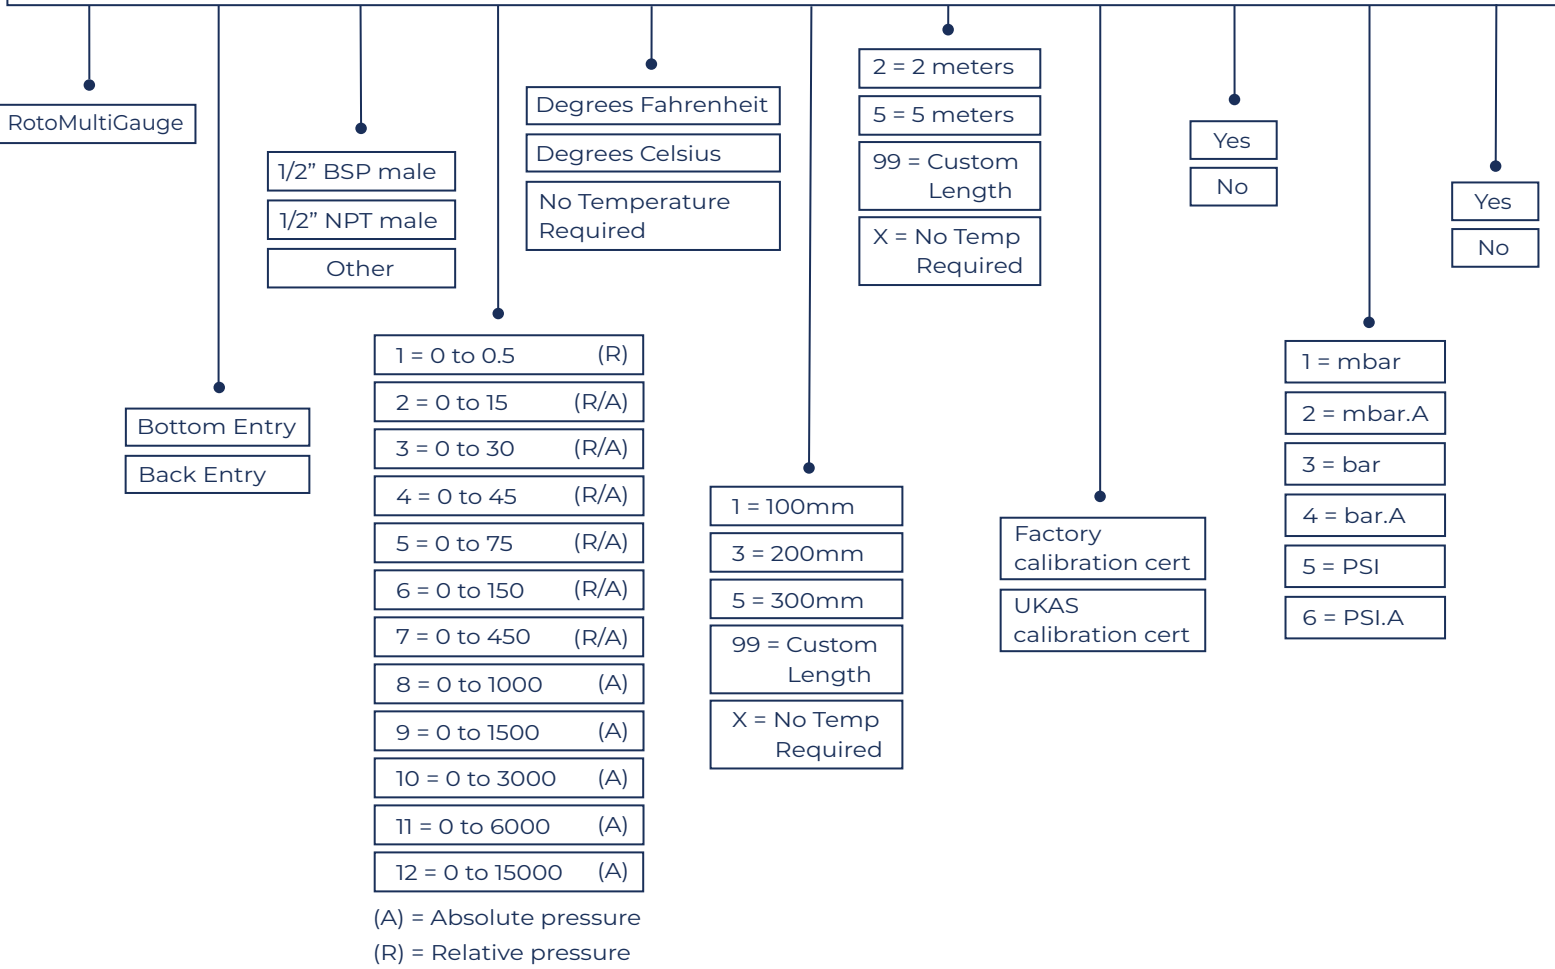 RotoMultiGauge
Bottom Entry
Back Entry
1/2” BSP male
1/2” NPT male
Other
1 = 0 to 0.5 (R)
2 = 0 to 15 (R/A)
3 = 0 to 30 (R/A)
4 = 0 to 45 (R/A)
5 = 0 to 75 (R/A)
6 = 0 to 150 (R/A)
7 = 0 to 450 (R/A)
8 = 0 to 1000 (A)
9 = 0 to 1500 (A)
10 = 0 to 3000 (A)
11 = 0 to 6000 (A)
12 = 0 to 15000 (A)
(A) = Absolute pressure
(R) = Relative pressure
Degrees Fahrenheit
Degrees Celsius
No Temperature
Required
1 = 100mm
3 = 200mm
5 = 300mm
99 = Custom
Length
X = No Temp
Required
2 = 2 meters
5 = 5 meters
99 = Custom
Length
X = No Temp
Required
Factory
calibration cert
UKAS
calibration cert
Yes
No
1 = mbar
2 = mbar.A
3 = bar
4 = bar.A
5 = PSI
6 = PSI.A
Yes
No